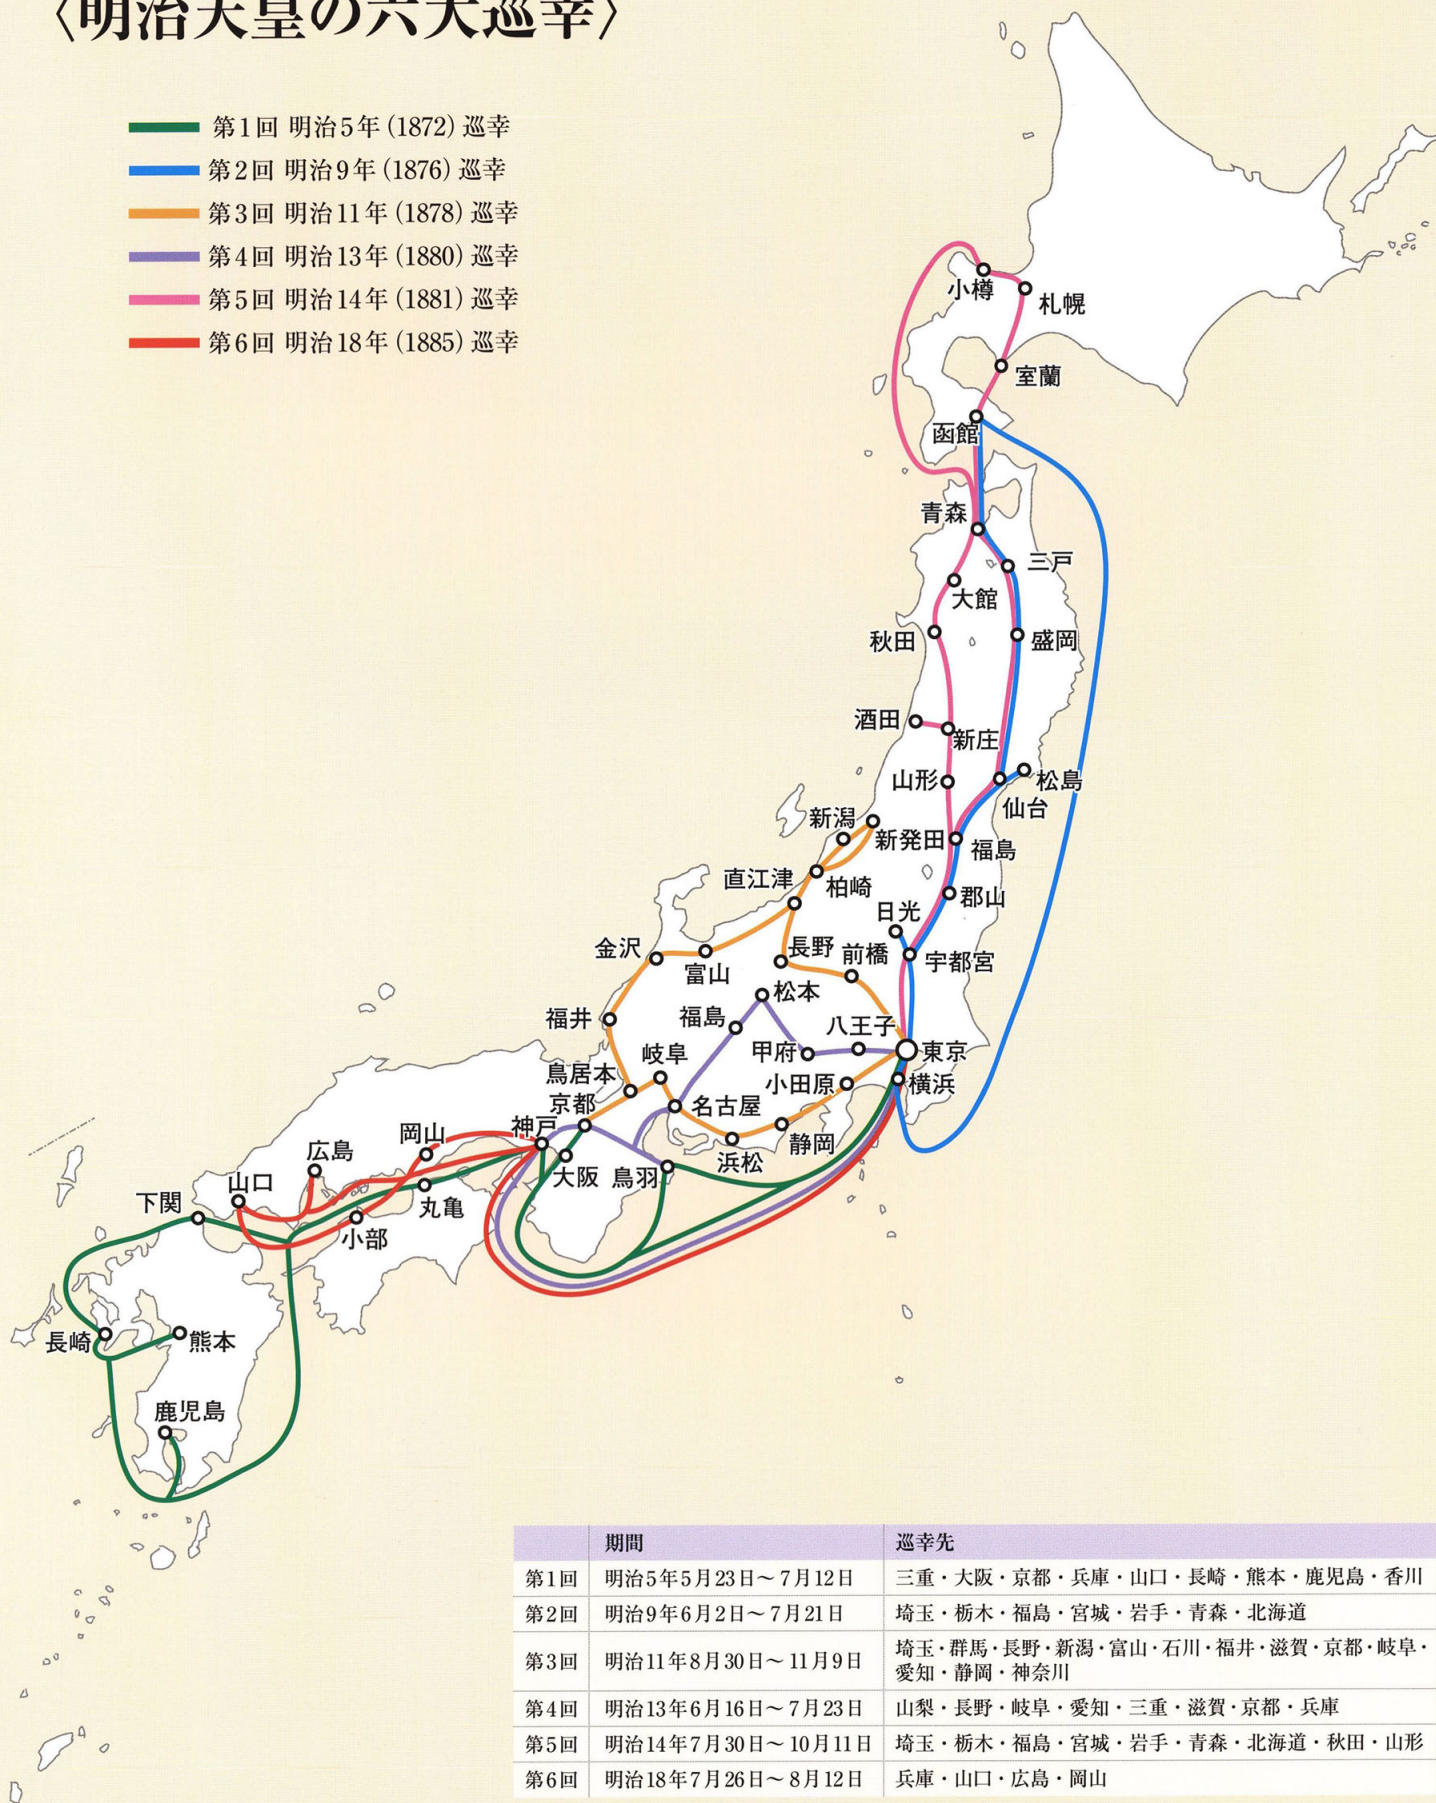 〈明治天皇の六大巡幸〉
第1回 明治5年(1872)巡幸
第2回 明治9年(1876)巡幸
第3回 明治11年(1878)巡幸
第4回 明治13年(1880)巡幸
第5回 明治14年(1881)巡幸
第6回 明治18年(1885)巡幸
小樽
札幌
室蘭
函館
青森
三戸
大館
秋田
盛岡
酒田
新庄
山形
松島
仙台
新潟
新発田
福島
直江津
柏崎
郡山
日光
金沢
富山
長野
前橋
宇都宮
松本
福井
福島
八王子
岐阜
甲府
東京
鳥居本
小田原
横浜
京都
名古屋
神戸
静岡
岡山
浜松
広島
大阪
鳥羽
山口
下関
丸亀
小部
長崎
熊本
鹿児島
期間 巡幸先
第1回 明治5年5月23日〜7月12日 三重・大阪・京都・兵庫・山口・長崎・熊本・鹿児島・香川
第2回 明治9年6月2日〜7月21日 埼玉・栃木・福島・宮城・岩手・青森・北海道
第3回 明治11年8月30日〜11月9日 埼玉・群馬・長野・新潟・富山・石川・福井・滋賀・京都・岐阜・
愛知・静岡・神奈川
第4回 明治13年6月16日〜7月23日 山梨・長野・岐阜・愛知・三重・滋賀・京都・兵庫
第5回 明治14年7月30日〜10月11日 埼玉・栃木・福島・宮城・岩手・青森・北海道・秋田・山形
第6回 明治18年7月26日〜8月12日 兵庫・山口・広島・岡山